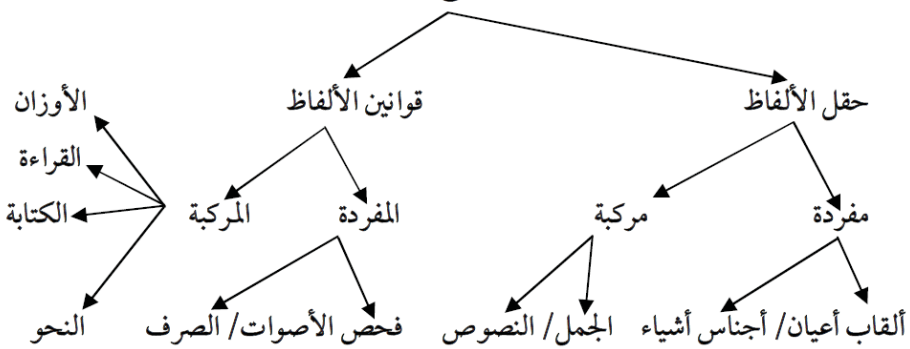 حقل الألفاظ قوانين الألفاظ الأوزان
القراءة
مفردة مركبة المفردة المركبة الكتابة
ألقاب أعيان/ أجناس أشياء الجمل/ النصوص فحص الأصوات/ الصرف النحو